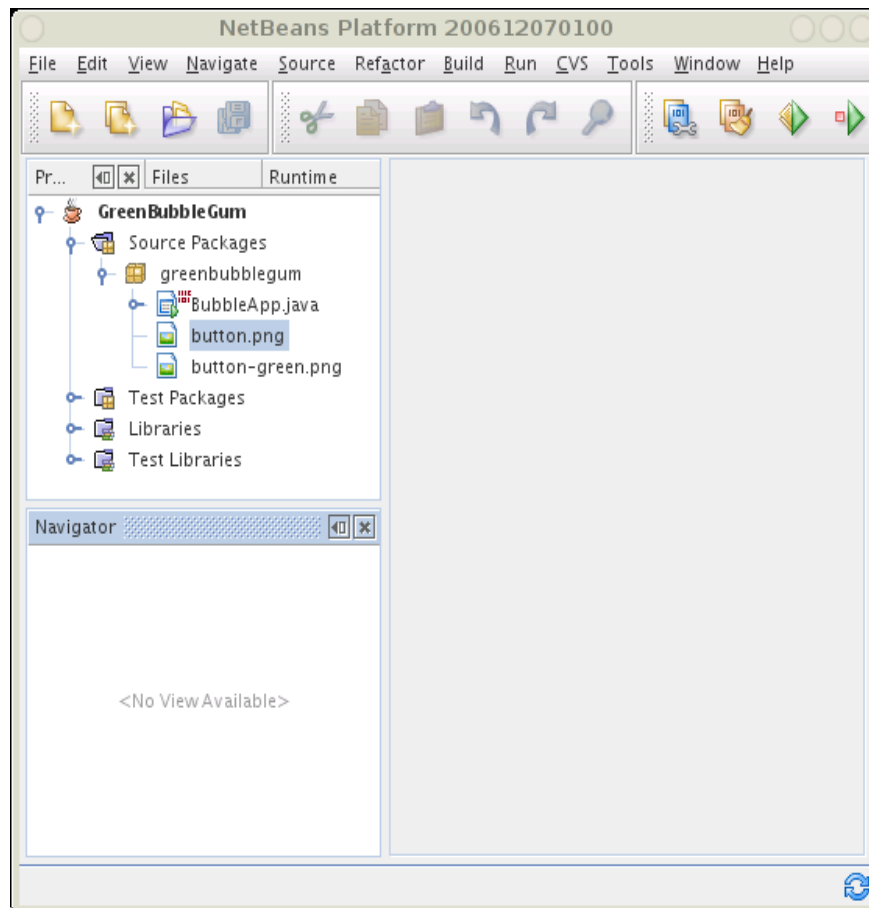 NetBeans Platform 200612070100
File Edit View Navigate Source Refactor Build Run CVS Tools Window Help
Pr... Files Runtime
GreenBubbleGum
Source Packages
greenbubblegum
BubbleApp.java
button.png
button-green.png
Test Packages
Libraries
Test Libraries
Navigator
<No View Available>